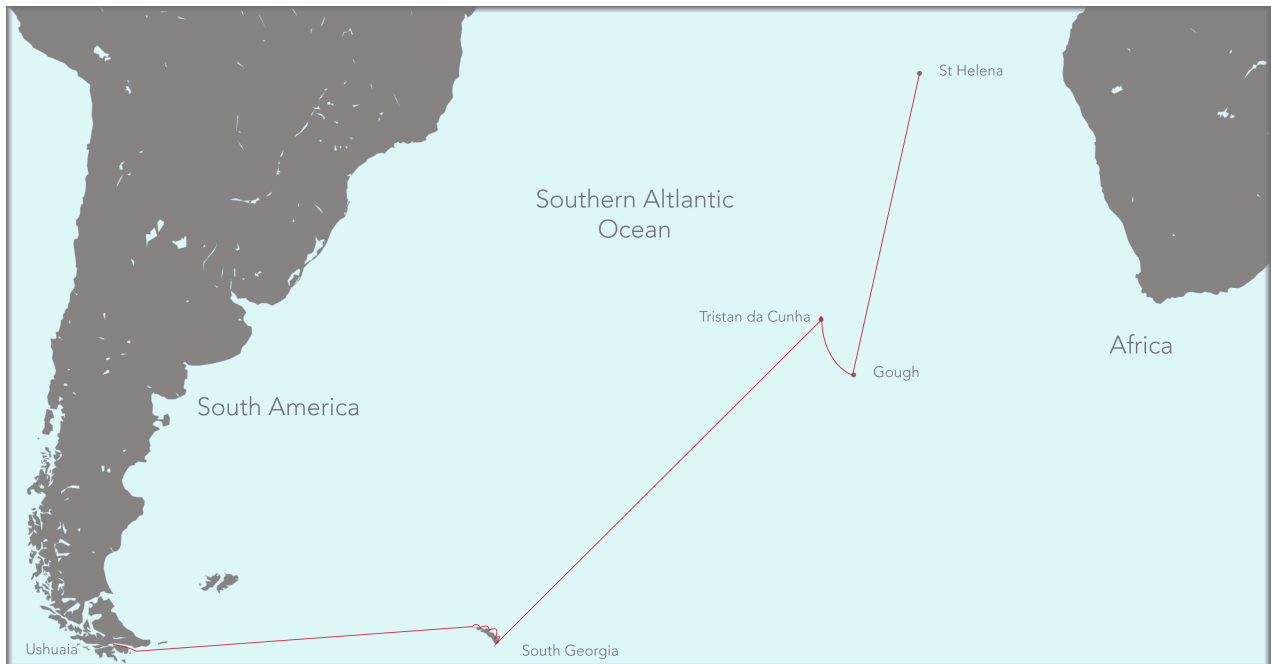 St Helena
Southern Altlantic
Ocean
Tristan da Cunha
Africa
Gough
South America
Ushuaia
South Georgia